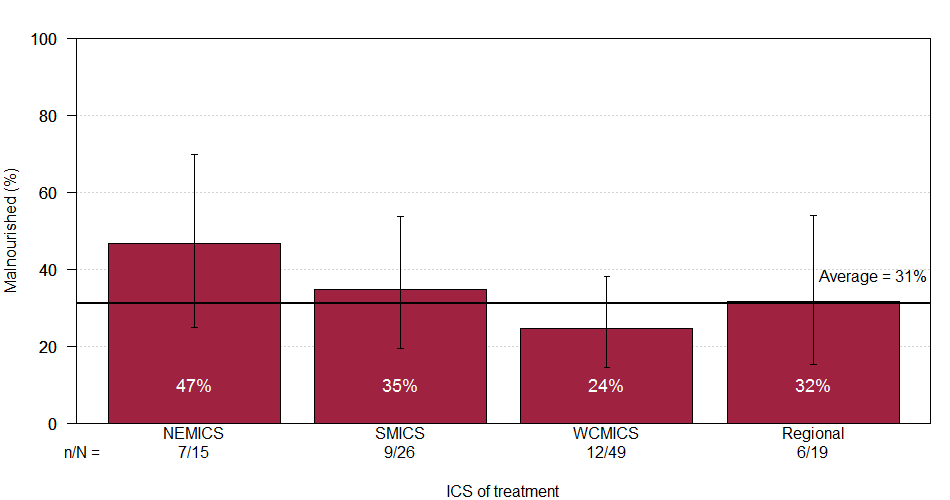 100
80
60
40
20
0
Malnourished (%)
Average = 31%
47%
35%
24%
32%
NEMICS
SMICS
WCMICS
Regional
n/N =
7/15
9/26
12/49
6/19
ICS of treatment